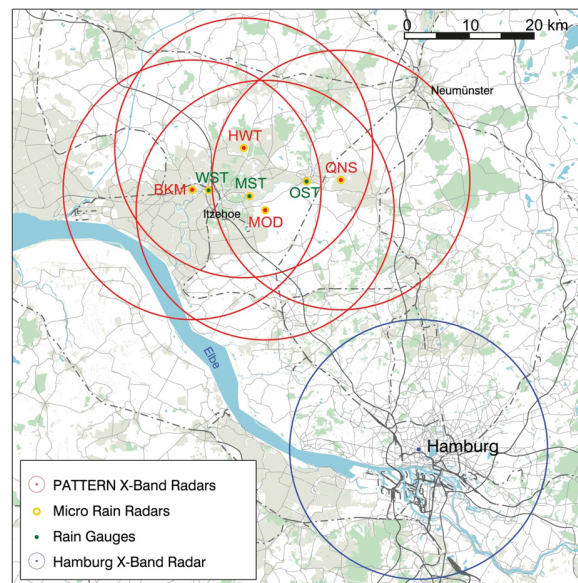 0 10 20 km
Neumünster
HWT
QNS
WST
BKM
MST
OST
Itzehoe
MOD
Elbe
Hamburg
PATTERN X-Band Radars
Micro Rain Radars
Rain Gauges
Hamburg X-Band Radar